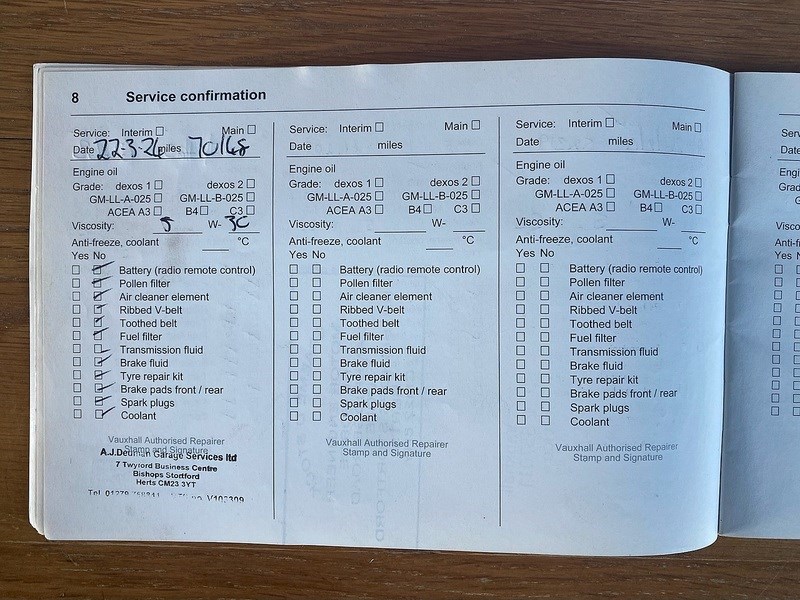 8 Service confirmation
Service: Interim Main
Date 22-3-26 miles 70168
Engine oil
Grade: dexos 1 dexos 2
GM-LL-A-025 GM-LL-B-025
ACEA A3 B4 C3
Viscosity: 5 W- 30
Anti-freeze, coolant °C
Yes No
Battery (radio remote control)
Pollen filter
Air cleaner element
Ribbed V-belt
Toothed belt
Fuel filter
Transmission fluid
Brake fluid
Tyre repair kit
Brake pads front / rear
Spark plugs
Coolant
Vauxhall Authorised Repairer
Stamp and Signature
A.J.Dedman Garage Services ltd
7 Twyford Business Centre
Bishops Stortford
Herts CM23 3YT
Tel 01279
Service: Interim Main
Date miles
Engine oil
Grade: dexos 1 dexos 2
GM-LL-A-025 GM-LL-B-025
ACEA A3 B4 C3
Viscosity: W-
Anti-freeze, coolant °C
Yes No
Battery (radio remote control)
Pollen filter
Air cleaner element
Ribbed V-belt
Toothed belt
Fuel filter
Transmission fluid
Brake fluid
Tyre repair kit
Brake pads front / rear
Spark plugs
Coolant
Vauxhall Authorised Repairer
Stamp and Signature
Service: Interim Main
Date miles
Engine oil
Grade: dexos 1 dexos 2
GM-LL-A-025 GM-LL-B-025
ACEA A3 B4 C3
Viscosity: W-
Anti-freeze, coolant °C
Yes No
Battery (radio remote control)
Pollen filter
Air cleaner element
Ribbed V-belt
Toothed belt
Fuel filter
Transmission fluid
Brake fluid
Tyre repair kit
Brake pads front / rear
Spark plugs
Coolant
Vauxhall Authorised Repairer
Stamp and Signature